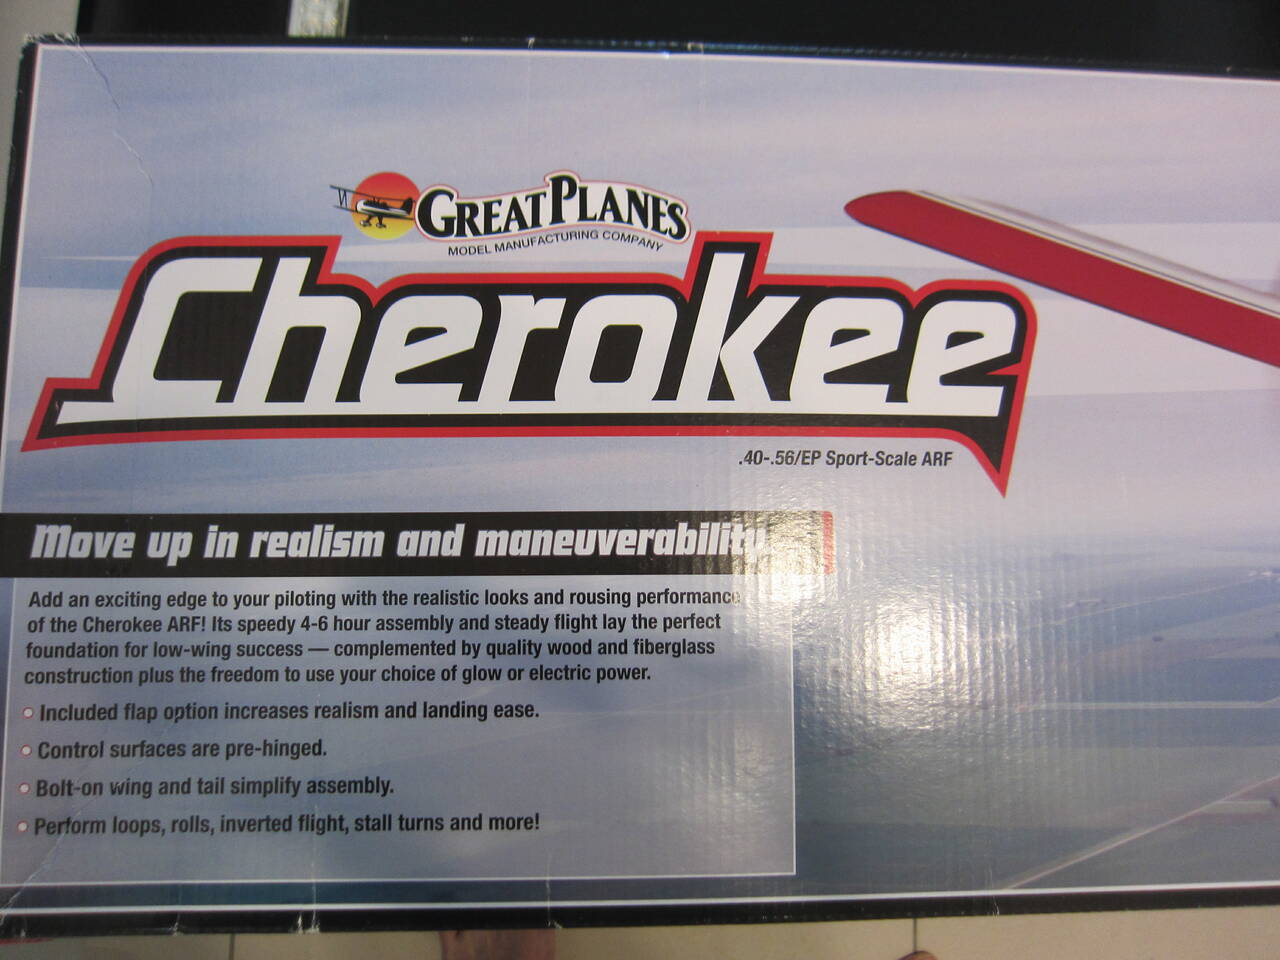 GREAT PLANES
MODEL MANUFACTURING COMPANY
Cherokee
.40-.56/EP Sport-Scale ARF
Move up in realism and maneuverability.
Add an exciting edge to your piloting with the realistic looks and rousing performance
of the Cherokee ARF! Its speedy 4-6 hour assembly and steady flight lay the perfect
foundation for low-wing success — complemented by quality wood and fiberglass
construction plus the freedom to use your choice of glow or electric power.
Included flap option increases realism and landing ease.
Control surfaces are pre-hinged.
Bolt-on wing and tail simplify assembly.
Perform loops, rolls, inverted flight, stall turns and more!